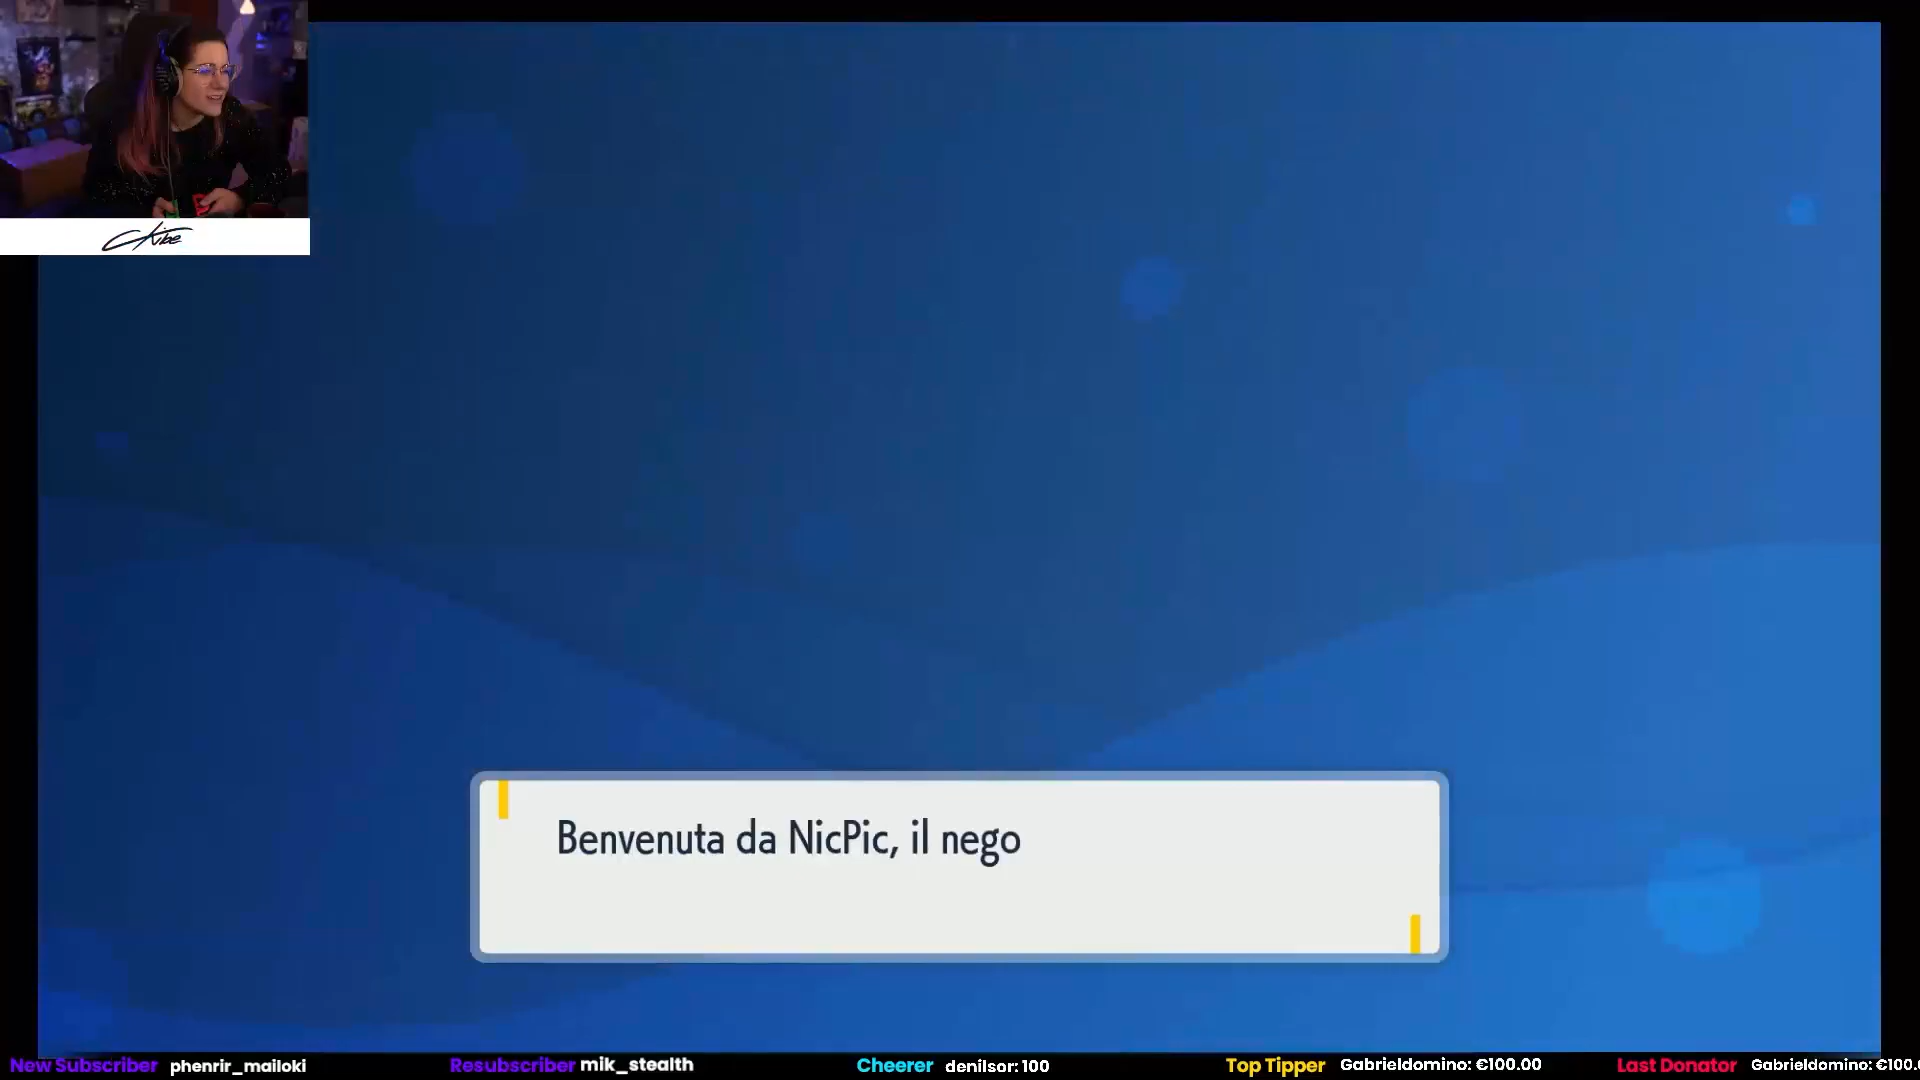 Ckibe
Benvenuta da NicPic, il nego
New Subscriber phenrir_mailoki Resubscriber mik_stealth Cheerer denilsor: 100 Top Tipper Gabrieldomino: €100.00 Last Donator Gabrieldomino: €100.